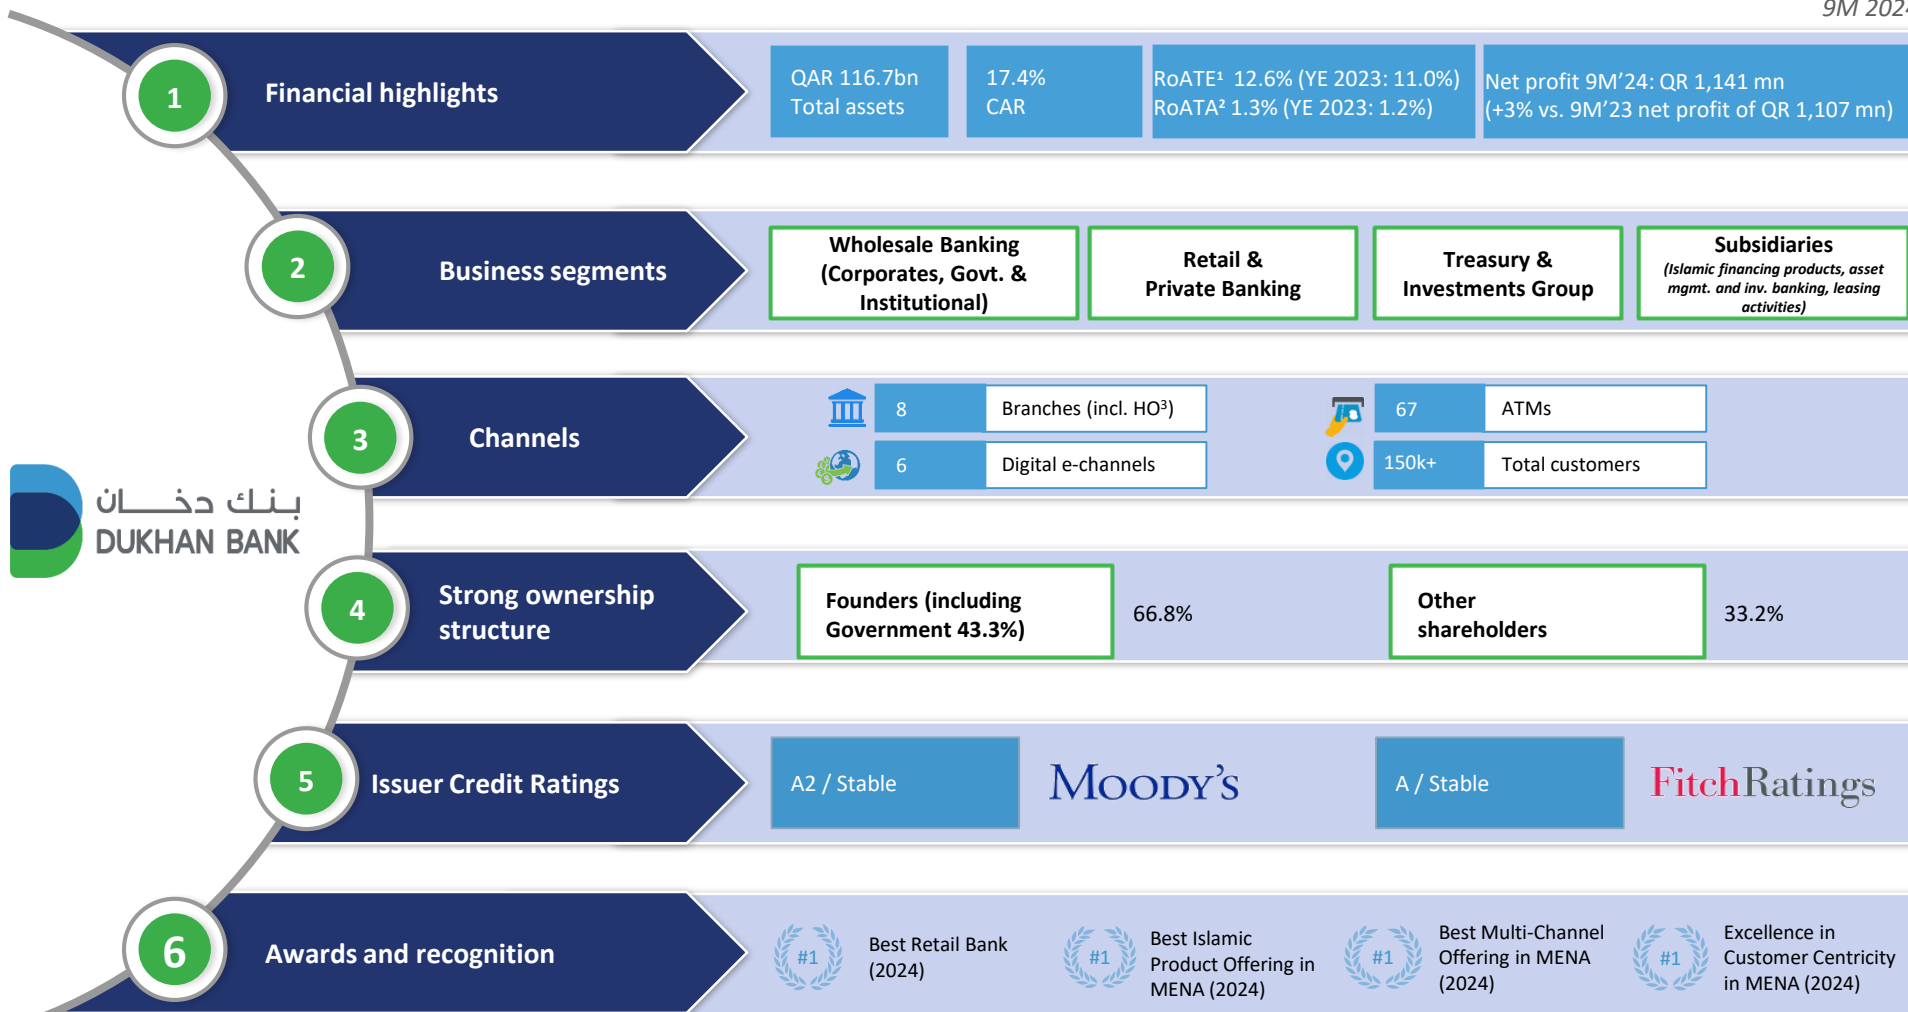 9M 2024
1
Financial highlights
QAR 116.7bn
Total assets
17.4%
CAR
RoATE¹ 12.6% (YE 2023: 11.0%)
RoATA² 1.3% (YE 2023: 1.2%)
Net profit 9M’24: QR 1,141 mn
(+3% vs. 9M’23 net profit of QR 1,107 mn)
2
Business segments
Wholesale Banking
(Corporates, Govt. &
Institutional)
Retail &
Private Banking
Treasury &
Investments Group
Subsidiaries
(Islamic financing products, asset
mgmt. and inv. banking, leasing
activities)
3
Channels
8
Branches (incl. HO³)
67
ATMs
6
Digital e-channels
150k+
Total customers
بنك دخان
DUKHAN BANK
4
Strong ownership
structure
Founders (including
Government 43.3%)
66.8%
Other
shareholders
33.2%
5
Issuer Credit Ratings
A2 / Stable
MOODY’S
A / Stable
FitchRatings
6
Awards and recognition
#1
Best Retail Bank
(2024)
#1
Best Islamic
Product Offering in
MENA (2024)
#1
Best Multi-Channel
Offering in MENA
(2024)
#1
Excellence in
Customer Centricity
in MENA (2024)